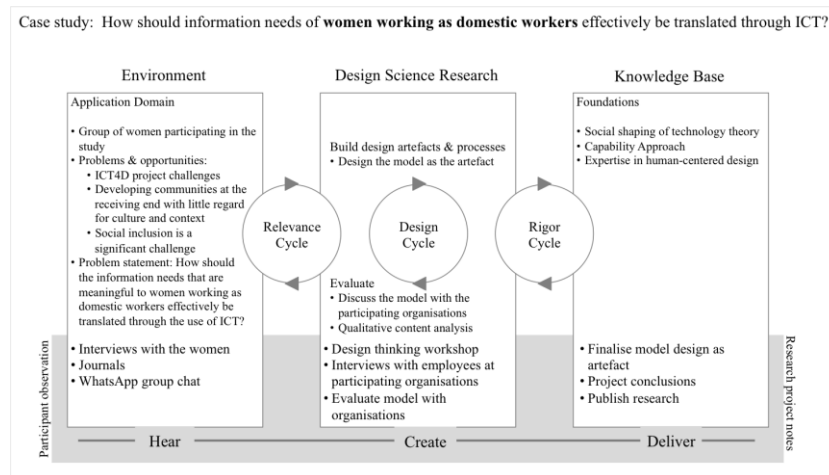 Case study: How should information needs of women working as domestic workers effectively be translated through ICT?
Environment
Application Domain
• Group of women participating in the
study
• Problems & opportunities:
• ICT4D project challenges
• Developing communities at the
receiving end with little regard
for culture and context
• Social inclusion is a
significant challenge
• Problem statement: How should
the information needs that are
meaningful to women working as
domestic workers effectively be
translated through the use of ICT?
• Interviews with the women
• Journals
• WhatsApp group chat
Hear
Relevance
Cycle
Design Science Research
Build design artefacts & processes
• Design the model as the artefact
Design
Cycle
Evaluate
• Discuss the model with the
participating organisations
• Qualitative content analysis
• Design thinking workshop
• Interviews with employees at
participating organisations
• Evaluate model with
organisations
Create
Rigor
Cycle
Knowledge Base
Foundations
• Social shaping of technology theory
• Capability Approach
• Expertise in human-centered design
• Finalise model design as
artefact
• Project conclusions
• Publish research
Deliver
Participant observation
Research project notes